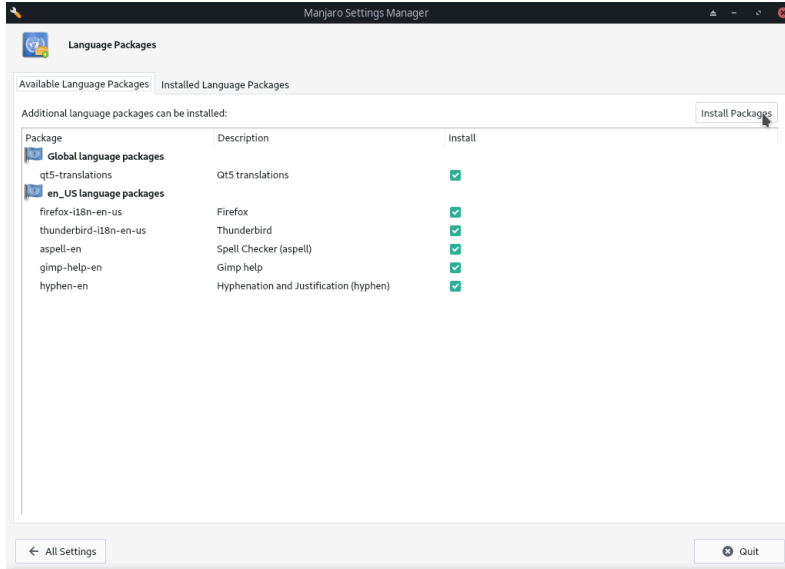 Manjaro Settings Manager
Language Packages
Available Language Packages Installed Language Packages
Additional language packages can be installed: Install Packages
Package Description Install
Global language packages
qt5-translations Qt5 translations
en_US language packages
firefox-i18n-en-us Firefox
thunderbird-i18n-en-us Thunderbird
aspell-en Spell Checker (aspell)
gimp-help-en Gimp help
hyphen-en Hyphenation and Justification (hyphen)
All Settings Quit